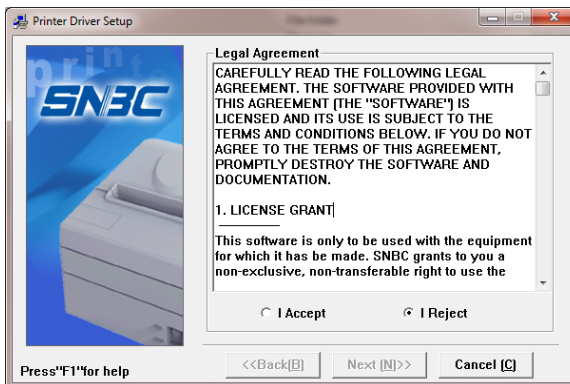 Printer Driver Setup
Legal Agreement
printe
SNBC
CAREFULLY READ THE FOLLOWING LEGAL
AGREEMENT. THE SOFTWARE PROVIDED WITH
THIS AGREEMENT (THE "SOFTWARE") IS
LICENSED AND ITS USE IS SUBJECT TO THE
TERMS AND CONDITIONS BELOW. IF YOU DO NOT
AGREE TO THE TERMS OF THIS AGREEMENT,
PROMPTLY DESTROY THE SOFTWARE AND
DOCUMENTATION.
1. LICENSE GRANT
This software is only to be used with the equipment
for which it has be made. SNBC grants to you a
non-exclusive, non-transferable right to use the
I Accept
I Reject
Press"F1"for help
<<Back(B)
Next (N)>>
Cancel (C)